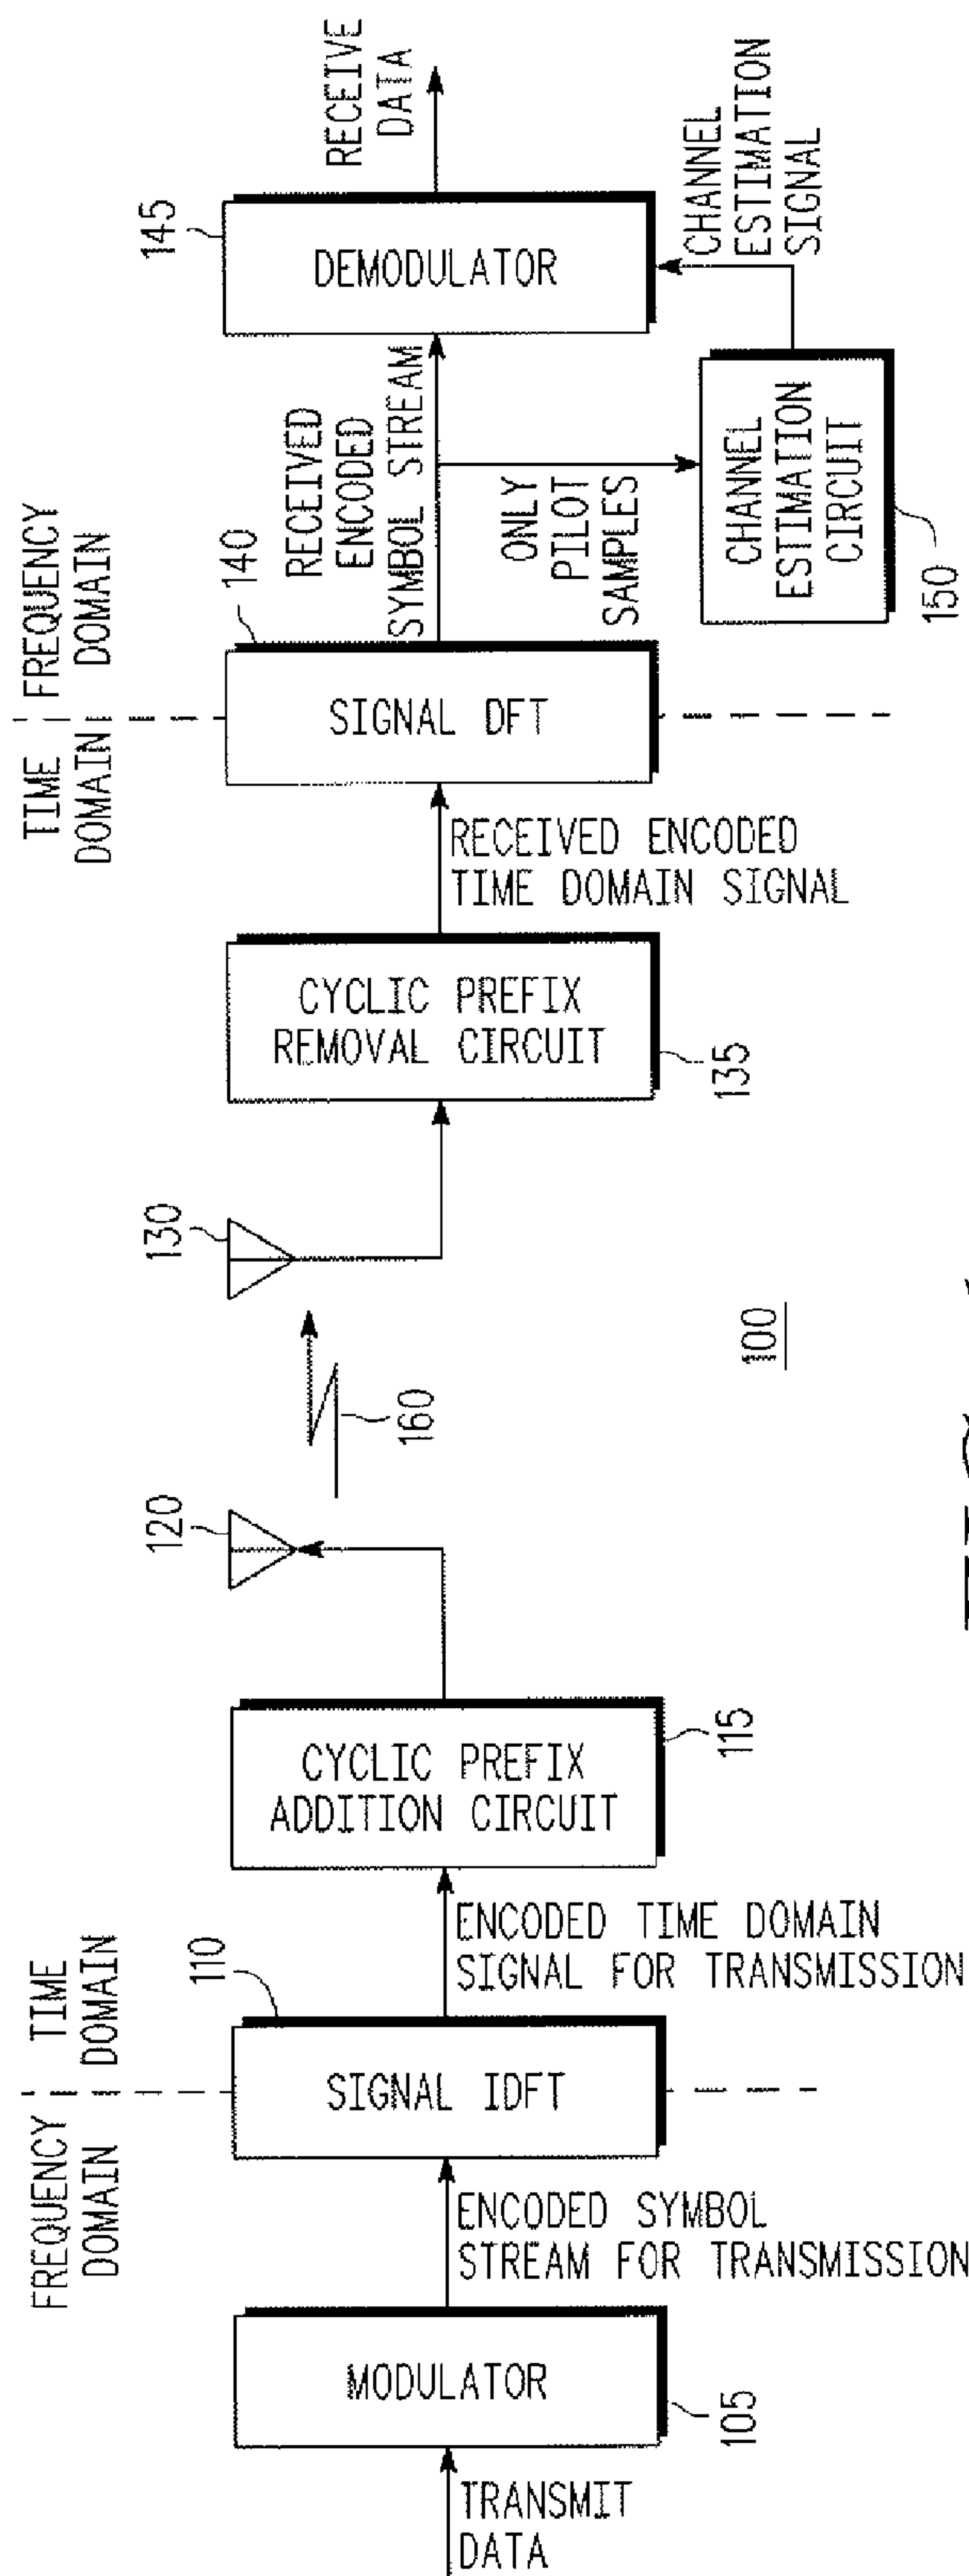 FREQUENCY
DOMAIN
TIME
DOMAIN
TIME
DOMAIN
FREQUENCY
DOMAIN
TRANSMIT
DATA
MODULATOR
105
ENCODED SYMBOL
STREAM FOR TRANSMISSION
SIGNAL IDFT
110
ENCODED TIME DOMAIN
SIGNAL FOR TRANSMISSION
CYCLIC PREFIX
ADDITION CIRCUIT
115
120
160
130
CYCLIC PREFIX
REMOVAL CIRCUIT
135
RECEIVED ENCODED
TIME DOMAIN SIGNAL
SIGNAL DFT
140
RECEIVED
ENCODED
SYMBOL STREAM
ONLY
PILOT
SAMPLES
DEMODULATOR
145
RECEIVE
DATA
CHANNEL
ESTIMATION
CIRCUIT
150
CHANNEL
ESTIMATION
SIGNAL
100